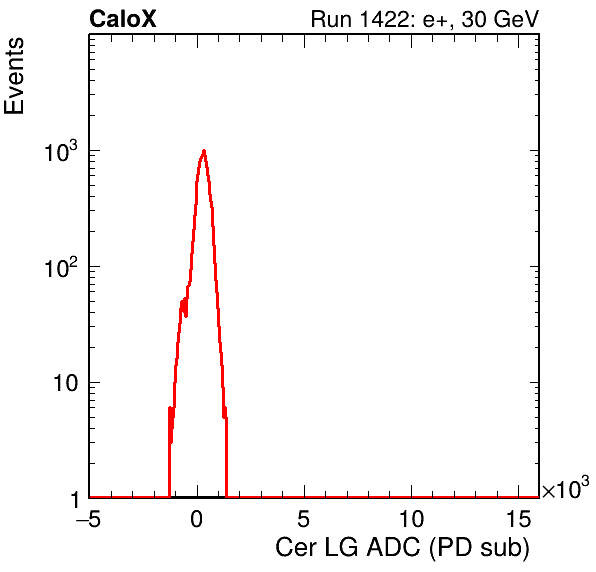 CaloX Run 1422: e+, 30 GeV
Events
10³
10²
10
1
−5 0 5 10 15 ×10³
Cer LG ADC (PD sub)